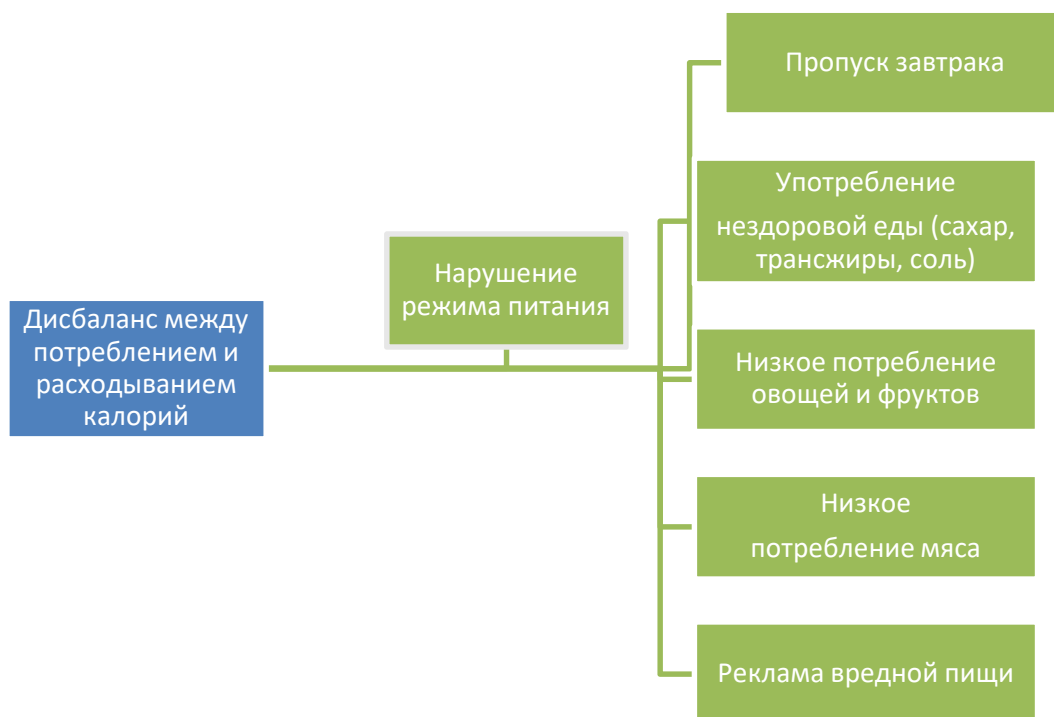 Пропуск завтрака
Употребление
нездоровой еды (сахар,
трансжиры, соль)
Нарушение
режима питания
Дисбаланс между
потреблением и
расходыванием
калорий
Низкое потребление
овощей и фруктов
Низкое
потребление мяса
Реклама вредной пищи